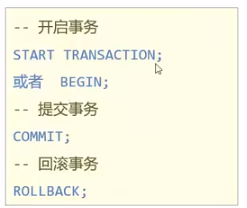 -- 开启事务
START TRANSACTION;
或者  BEGIN;
-- 提交事务
COMMIT;
-- 回滚事务
ROLLBACK;